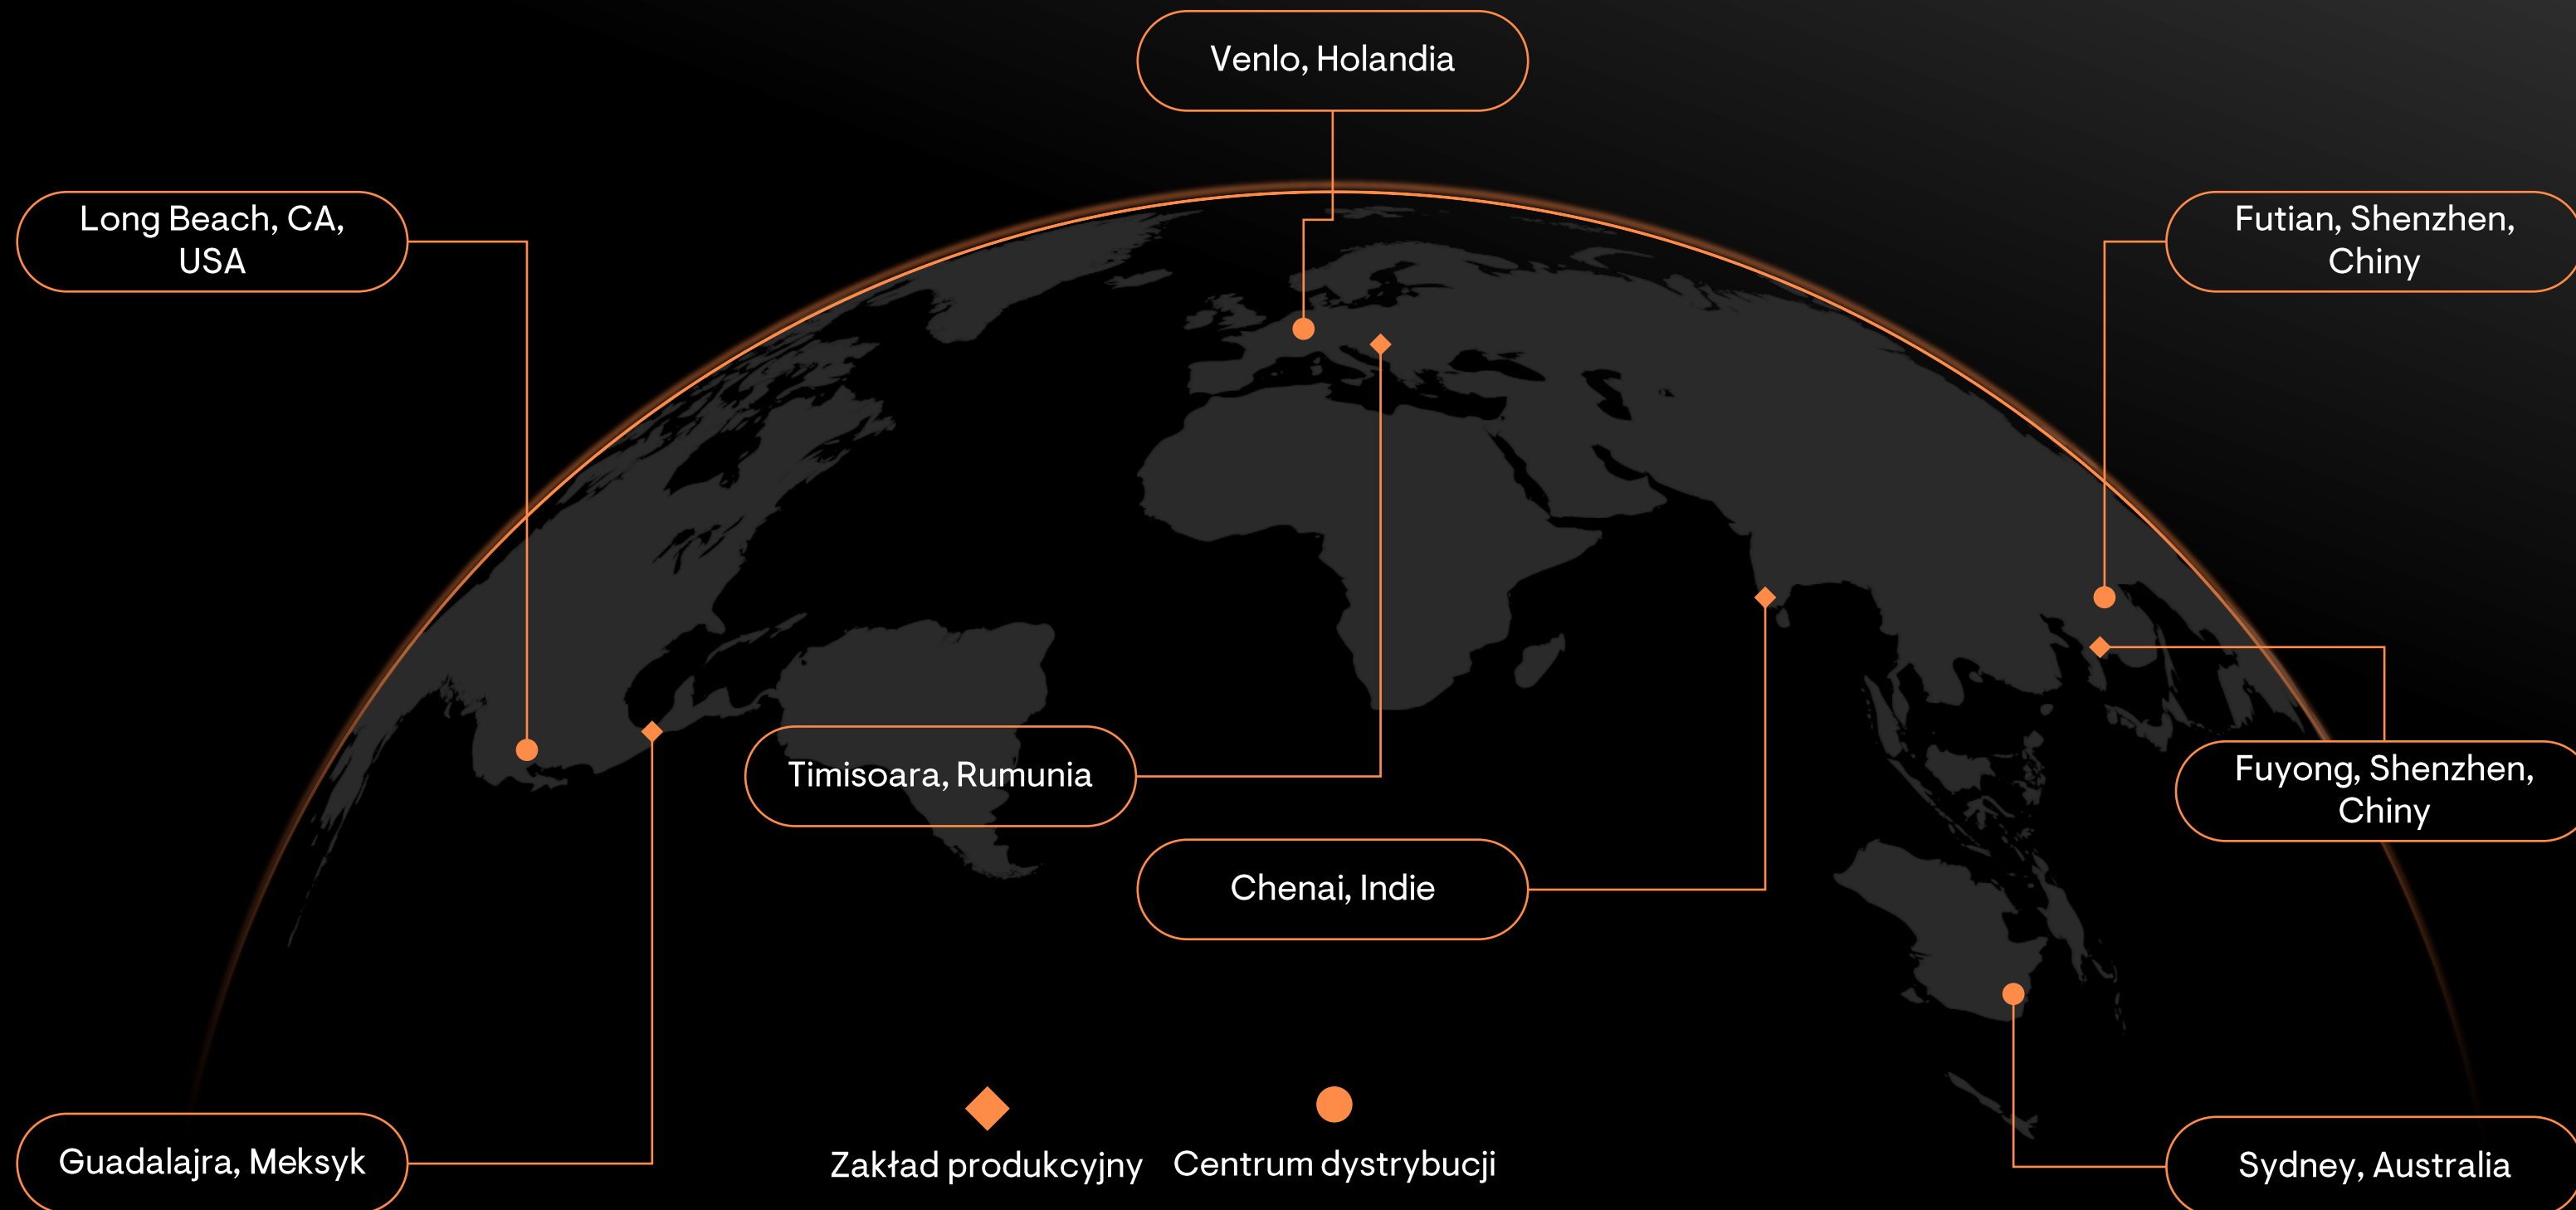 Venlo, Holandia
Long Beach, CA,
USA
Futian, Shenzhen,
Chiny
Timisoara, Rumunia
Fuyong, Shenzhen,
Chiny
Chenai, Indie
Guadalajra, Meksyk
Zakład produkcyjny
Centrum dystrybucji
Sydney, Australia